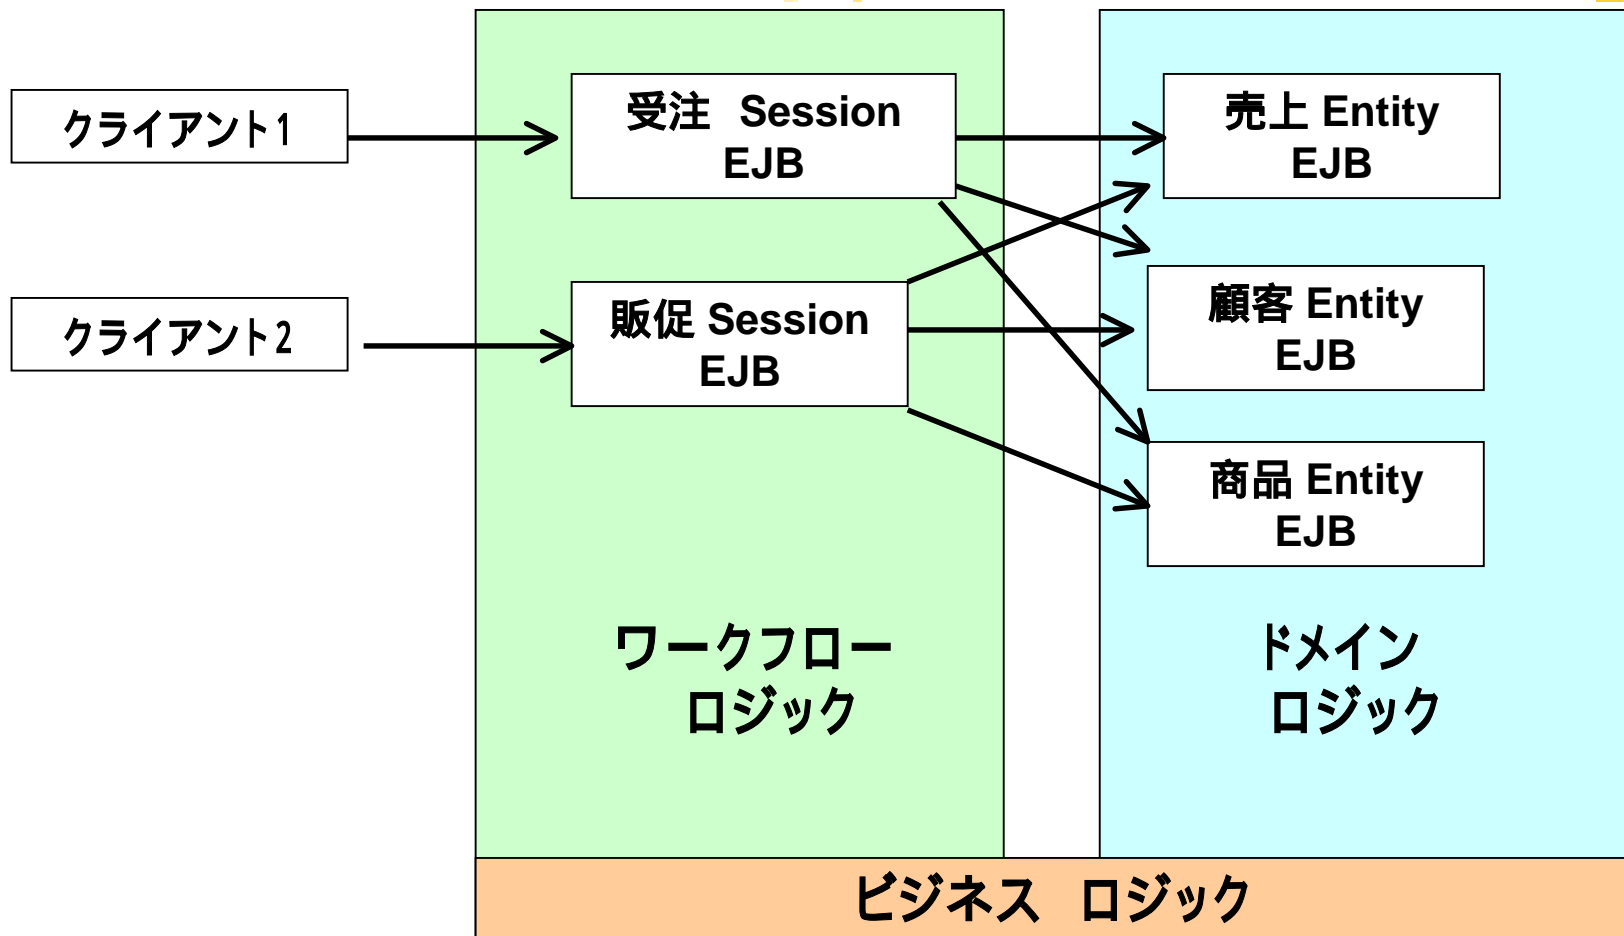 クライアント1
受注 Session
EJB
売上 Entity
EJB
クライアント2
販促 Session
EJB
顧客 Entity
EJB
商品 Entity
EJB
ワークフロー
ロジック
ドメイン
ロジック
ビジネス ロジック